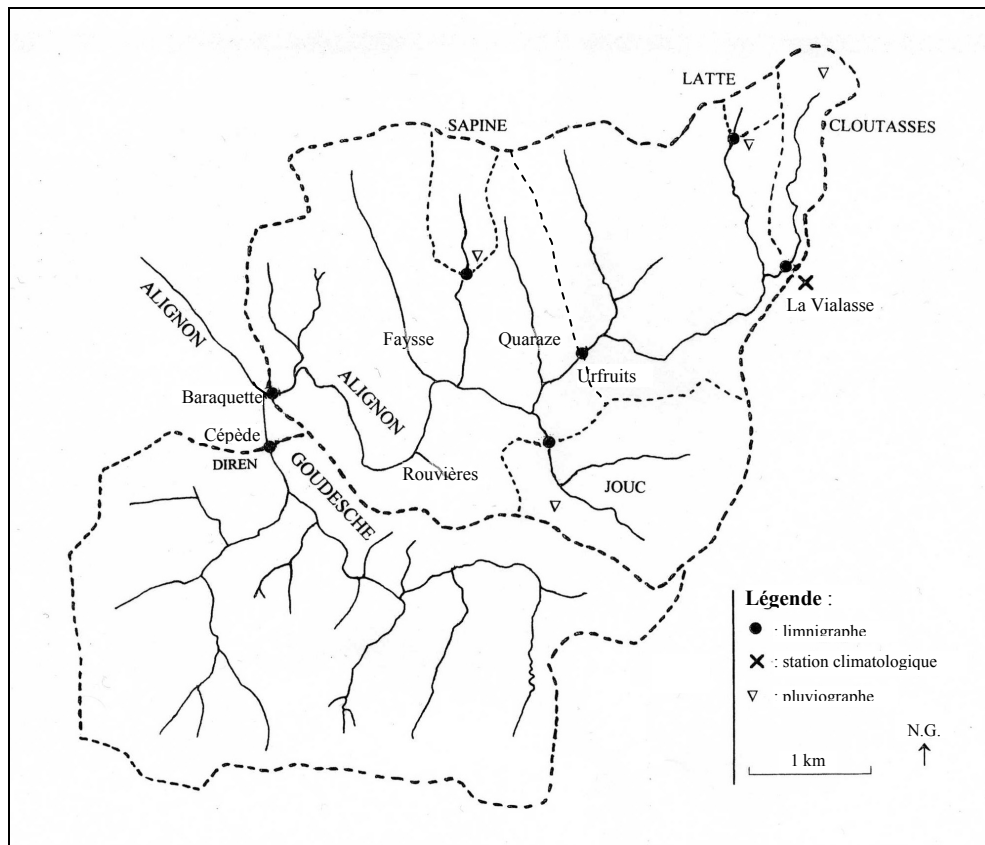 LATTE
CLOUTASSES
SAPINE
La Vialasse
ALIGNON
Faysse
Quaraze
Urfruits
Baraquette
ALIGNON
Cépède
DIREN
GOUDESCHE
Rouvières
JOUC
Légende :
: limnigraphe
: station climatologique
: pluviographe
N.G.
1 km